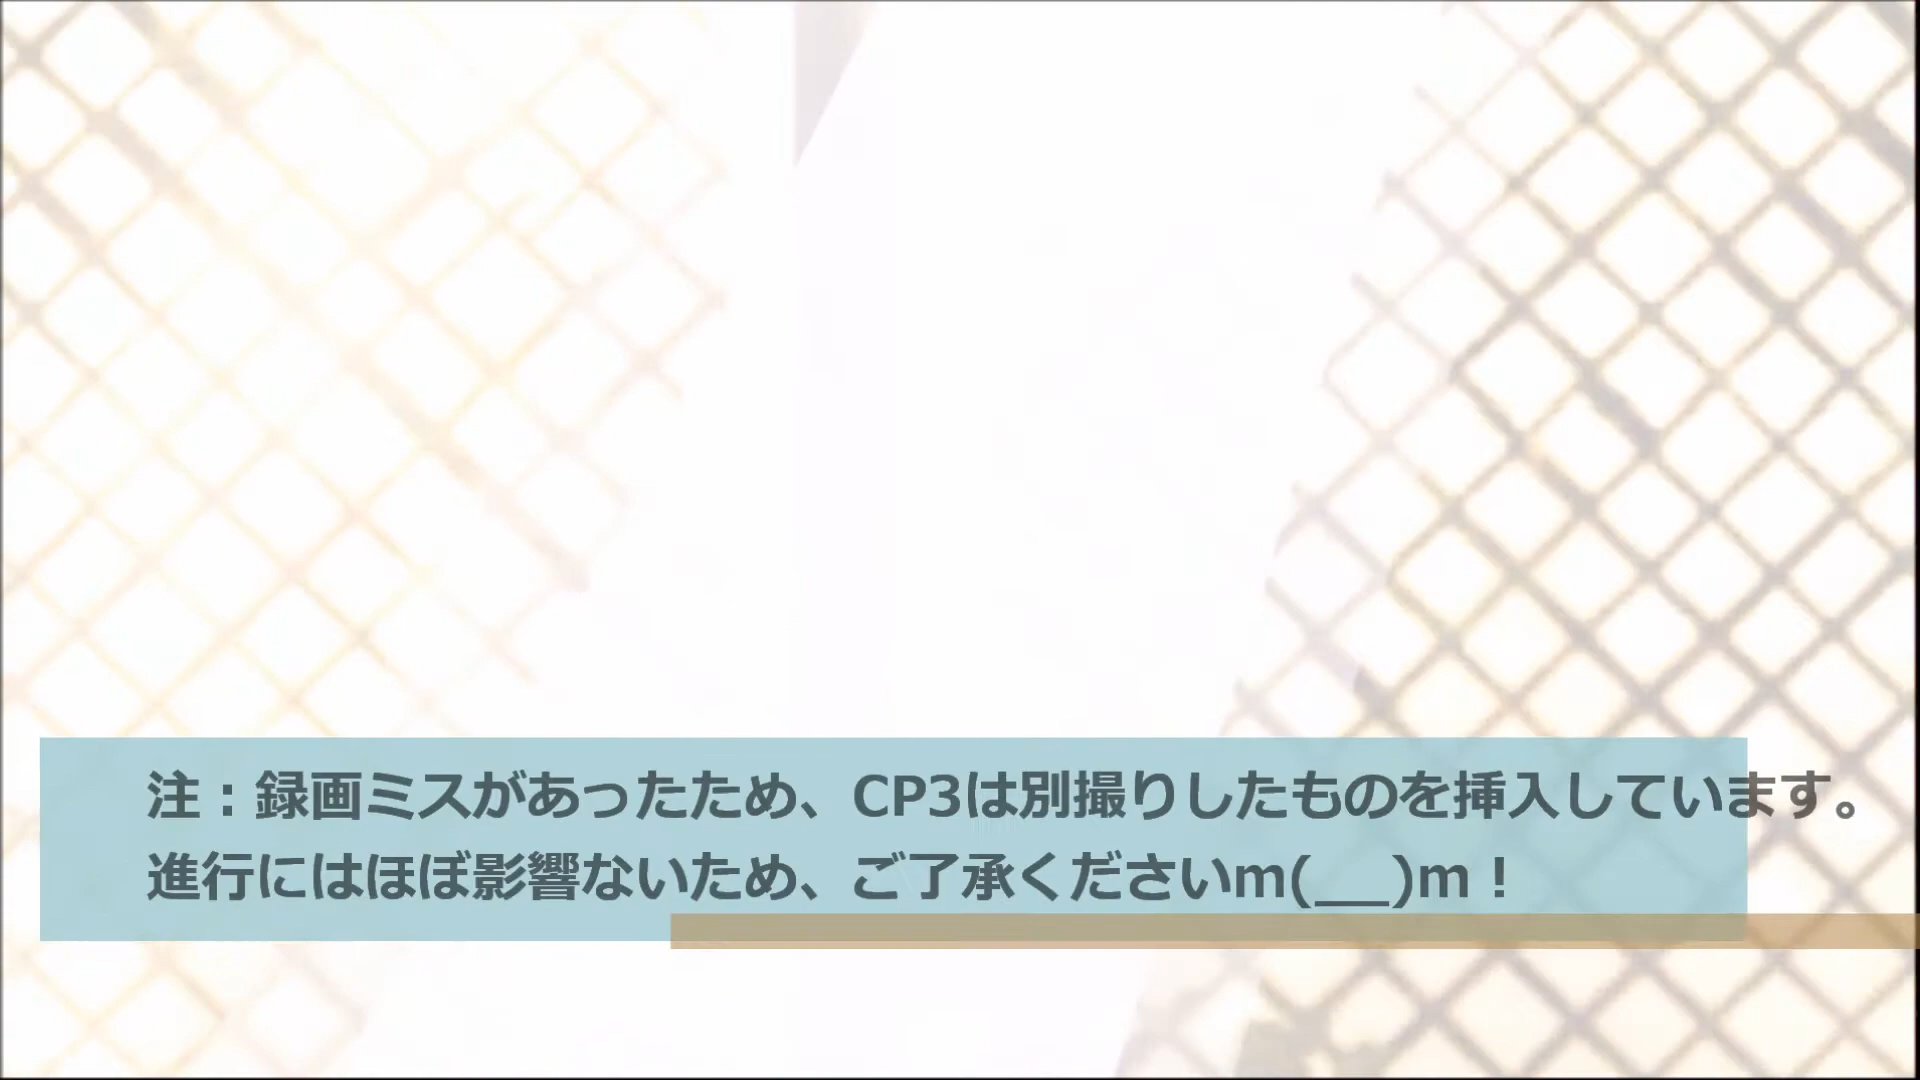 注：録画ミスがあったため、CP3は別撮りしたものを挿入しています。
進行にはほぼ影響ないため、ご了承くださいm(__)m！